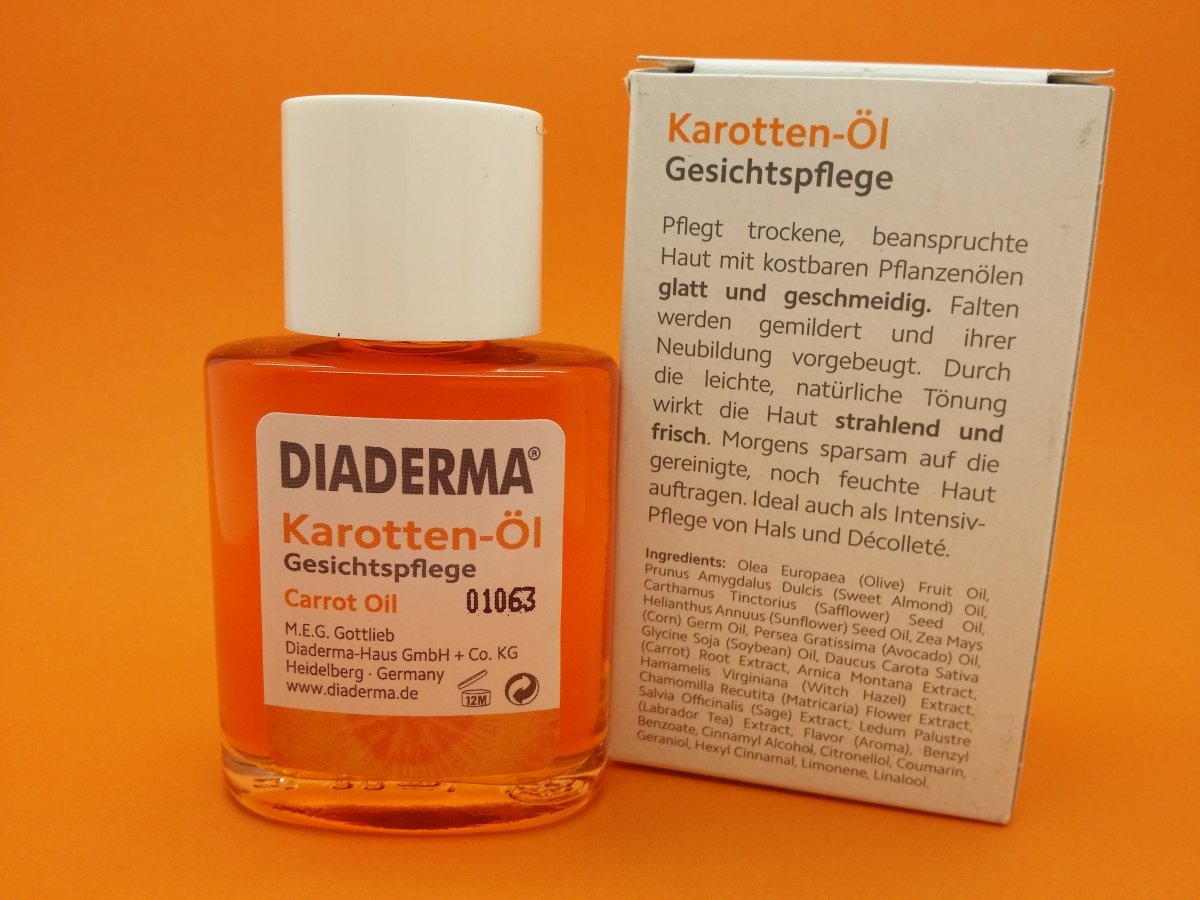 DIADERMA®
Karotten-Öl
Gesichtspflege
Carrot Oil 01063
M.E.G. Gottlieb
Diaderma-Haus GmbH + Co. KG
Heidelberg · Germany
www.diaderma.de
12M
Karotten-Öl
Gesichtspflege
Pflegt trockene, beanspruchte
Haut mit kostbaren Pflanzenölen
glatt und geschmeidig. Falten
werden gemildert und ihrer
Neubildung vorgebeugt. Durch
die leichte, natürliche Tönung
wirkt die Haut strahlend und
frisch. Morgens sparsam auf die
gereinigte, noch feuchte Haut
auftragen. Ideal auch als Intensiv-
Pflege von Hals und Décolleté.
Ingredients: Olea Europaea (Olive) Fruit Oil,
Prunus Amygdalus Dulcis (Sweet Almond) Oil,
Carthamus Tinctorius (Safflower) Seed Oil,
Helianthus Annuus (Sunflower) Seed Oil, Zea Mays
(Corn) Germ Oil, Persea Gratissima (Avocado) Oil,
Glycine Soja (Soybean) Oil, Daucus Carota Sativa
(Carrot) Root Extract, Arnica Montana Extract,
Hamamelis Virginiana (Witch Hazel) Extract,
Chamomilla Recutita (Matricaria) Flower Extract,
Salvia Officinalis (Sage) Extract, Ledum Palustre
(Labrador Tea) Extract, Flavor (Aroma), Benzyl
Benzoate, Cinnamyl Alcohol, Citronellol, Coumarin,
Geraniol, Hexyl Cinnamal, Limonene, Linalool.